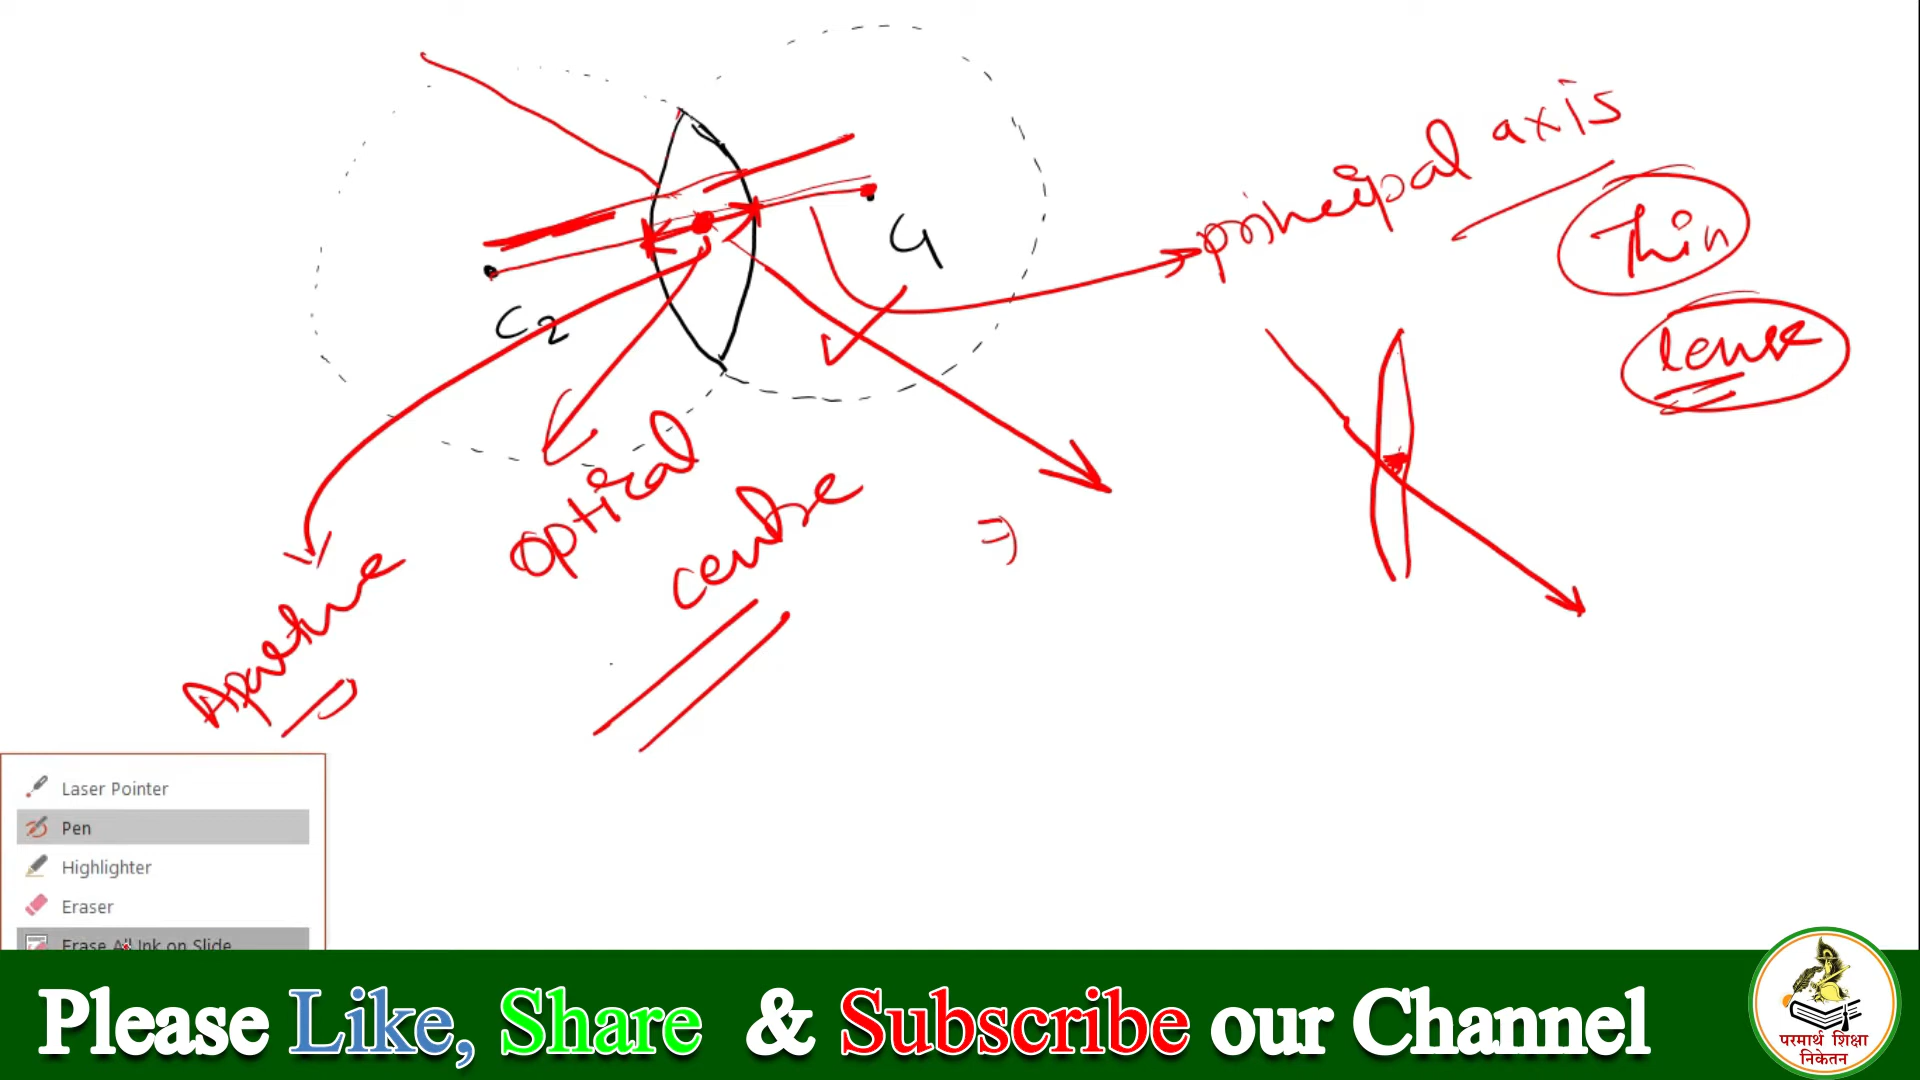 principal axis
Thin
lense
C1
C2
optical
centre
Aperture
Laser Pointer
Pen
Highlighter
Eraser
Erase All Ink on Slide
Please Like, Share & Subscribe our Channel
परमार्थ शिक्षा
निकेतन